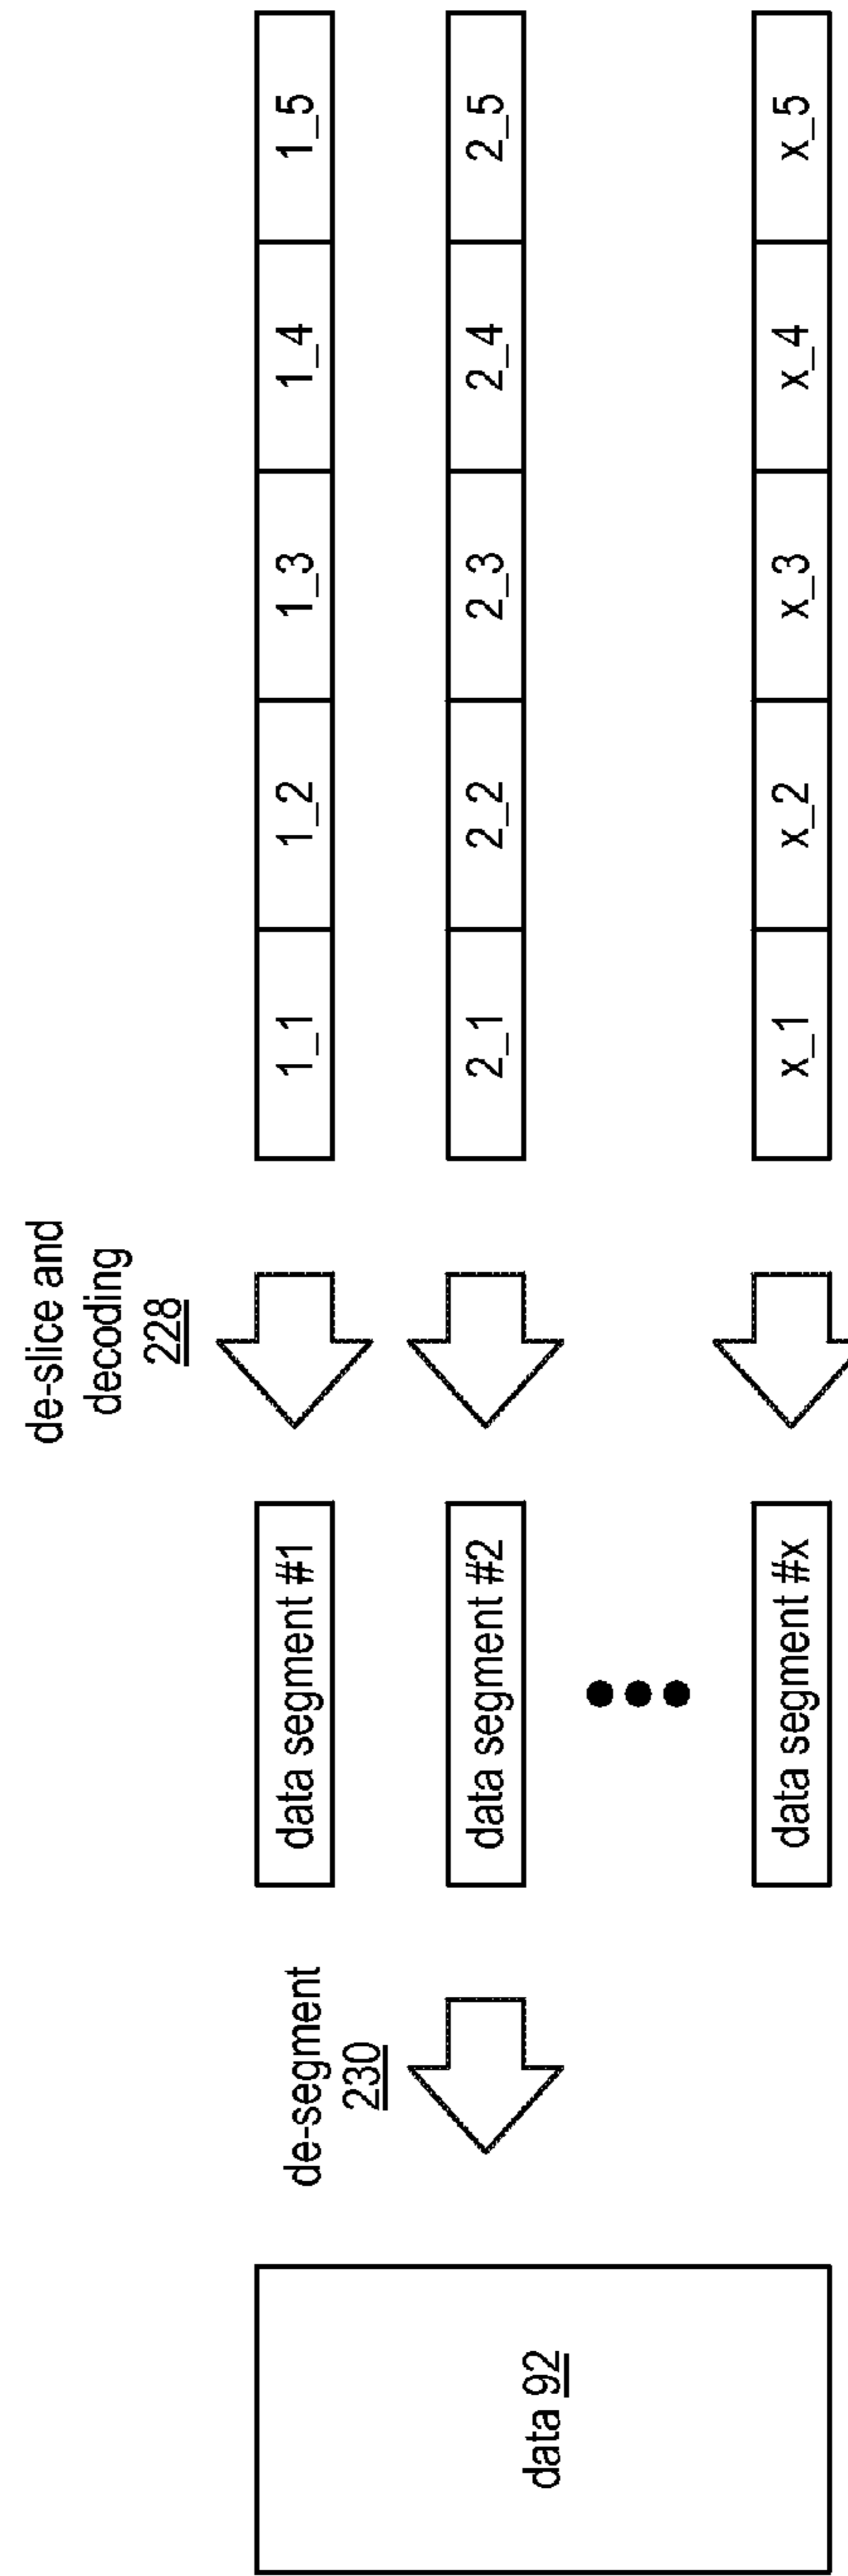 de-slice and
decoding
228
de-segment
230
data 92
data segment #1
1_1
1_2
1_3
1_4
1_5
data segment #2
2_1
2_2
2_3
2_4
2_5
data segment #x
x_1
x_2
x_3
x_4
x_5